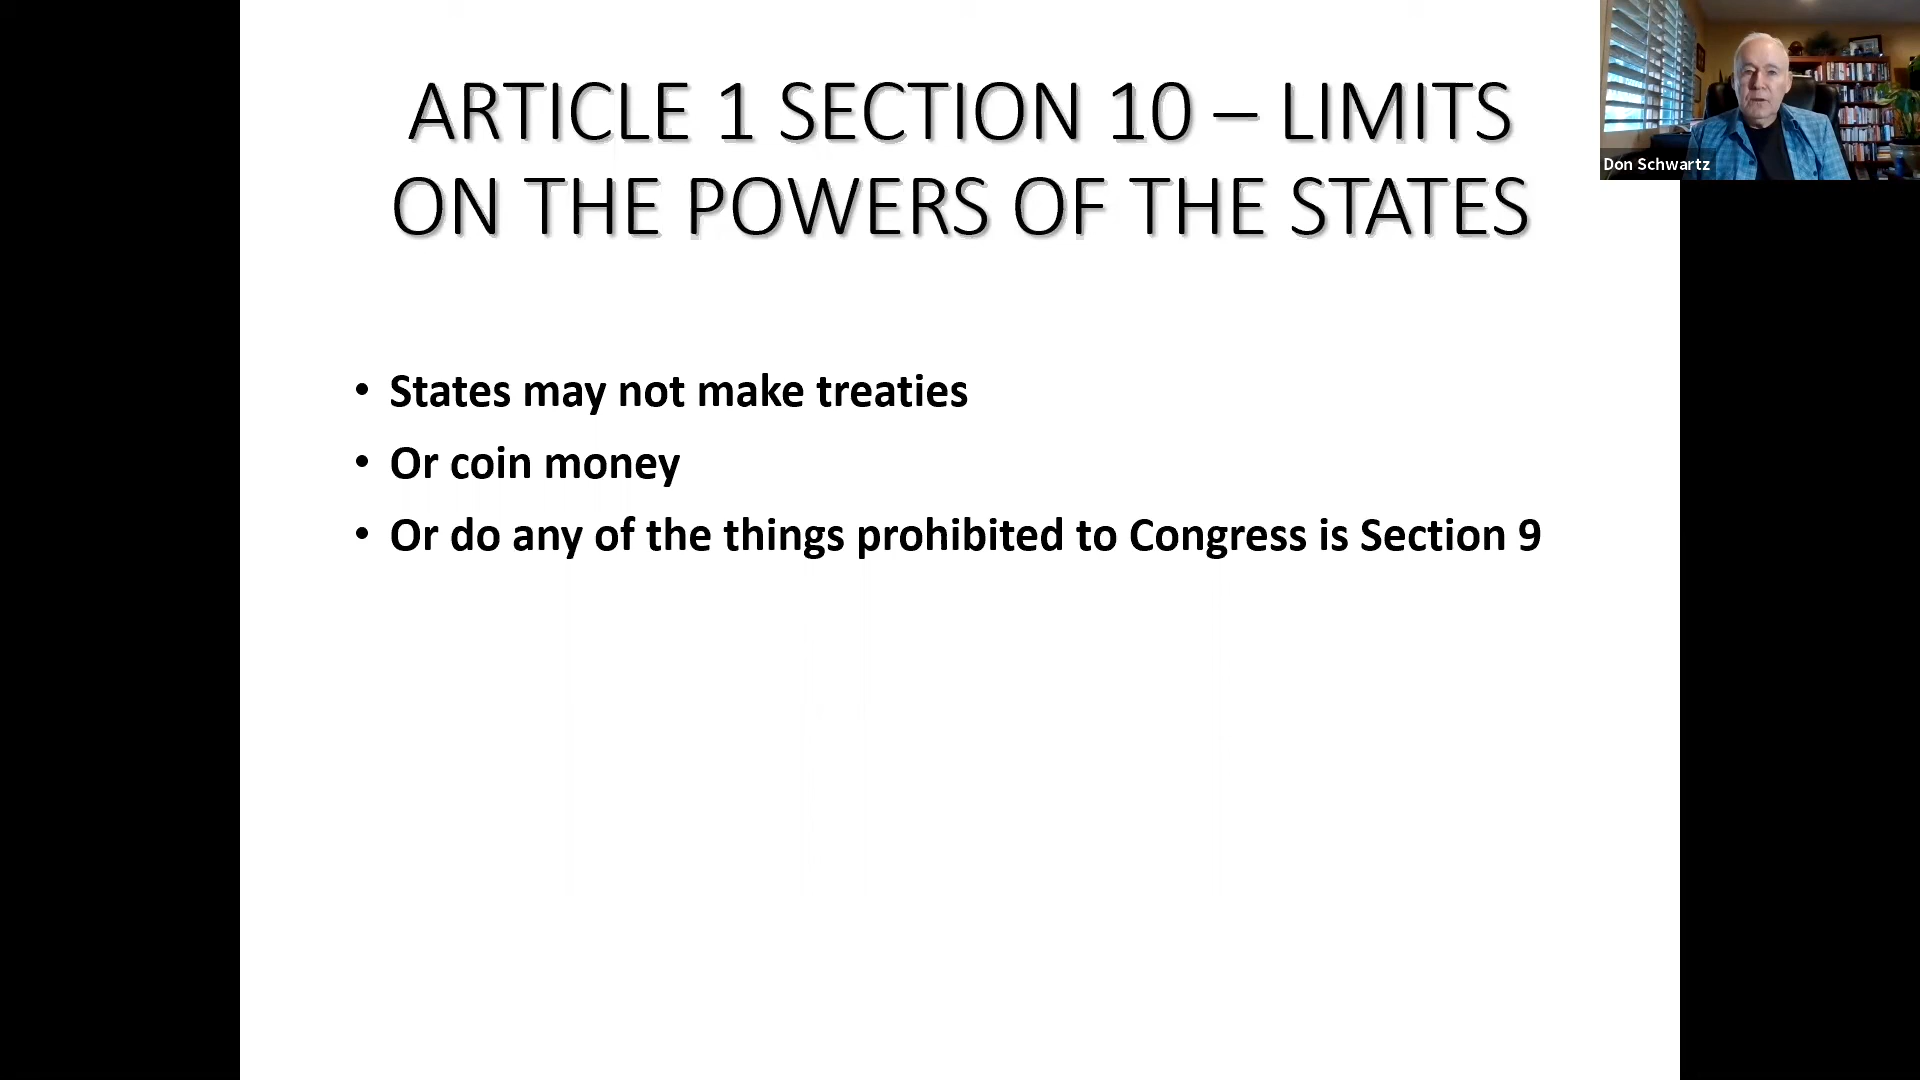 ARTICLE 1 SECTION 10 – LIMITS
ON THE POWERS OF THE STATES
• States may not make treaties
• Or coin money
• Or do any of the things prohibited to Congress is Section 9
Don Schwartz